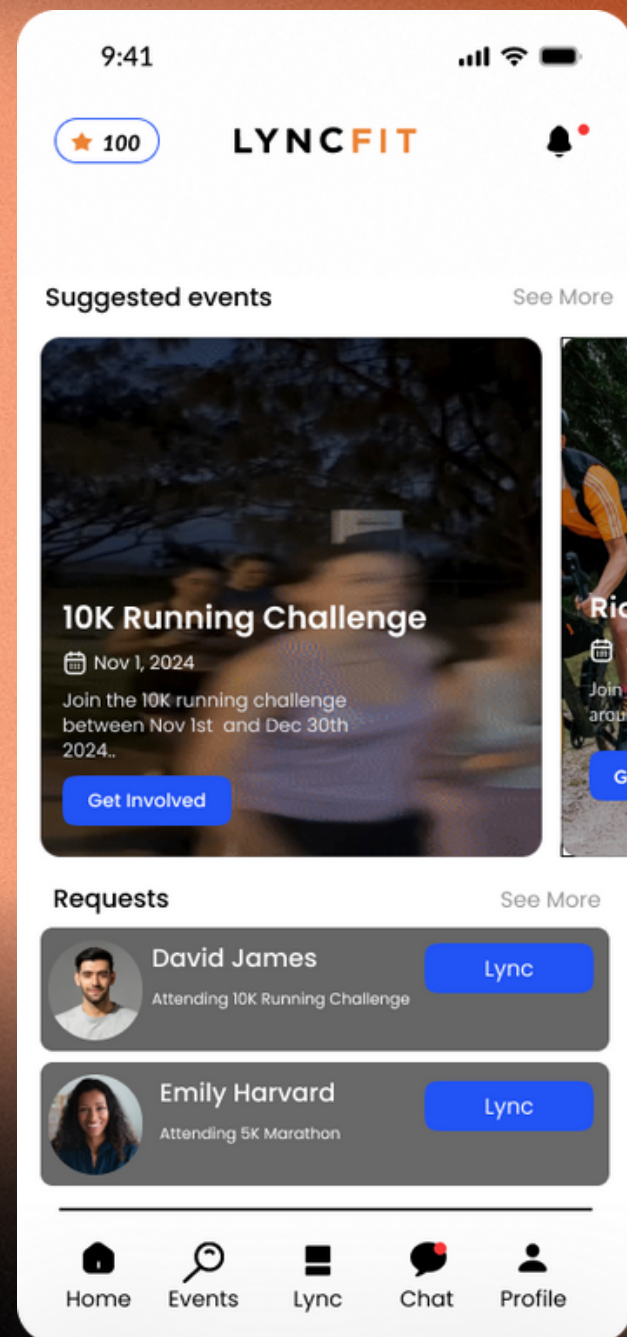 9:41
100
LYNCFIT
Suggested events
See More
10K Running Challenge
Nov 1, 2024
Join the 10K running challenge
between Nov 1st and Dec 30th
2024..
Get Involved
Join
Requests
See More
David James
Attending 10K Running Challenge
Lync
Emily Harvard
Attending 5K Marathon
Lync
Home
Events
Lync
Chat
Profile